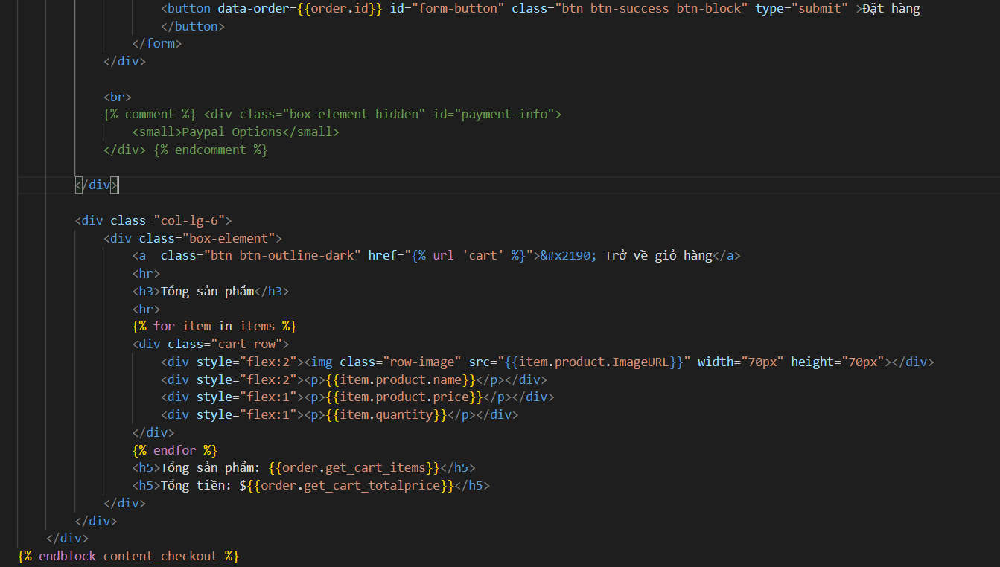 <button data-order={{order.id}} id="form-button" class="btn btn-success btn-block" type="submit" >Đặt hàng
</button>
</form>
</div>
<br>
{% comment %} <div class="box-element hidden" id="payment-info">
<small>Paypal Options</small>
</div> {% endcomment %}
</div>
<div class="col-lg-6">
<div class="box-element">
<a  class="btn btn-outline-dark" href="{% url 'cart' %}">&#x2190; Trở về giỏ hàng</a>
<hr>
<h3>Tổng sản phẩm</h3>
<hr>
{% for item in items %}
<div class="cart-row">
<div style="flex:2"><img class="row-image" src="{{item.product.ImageURL}}" width="70px" height="70px"></div>
<div style="flex:2"><p>{{item.product.name}}</p></div>
<div style="flex:1"><p>{{item.product.price}}</p></div>
<div style="flex:1"><p>{{item.quantity}}</p></div>
</div>
{% endfor %}
<h5>Tổng sản phẩm: {{order.get_cart_items}}</h5>
<h5>Tổng tiền: ${{order.get_cart_totalprice}}</h5>
</div>
</div>
</div>
{% endblock content_checkout %}